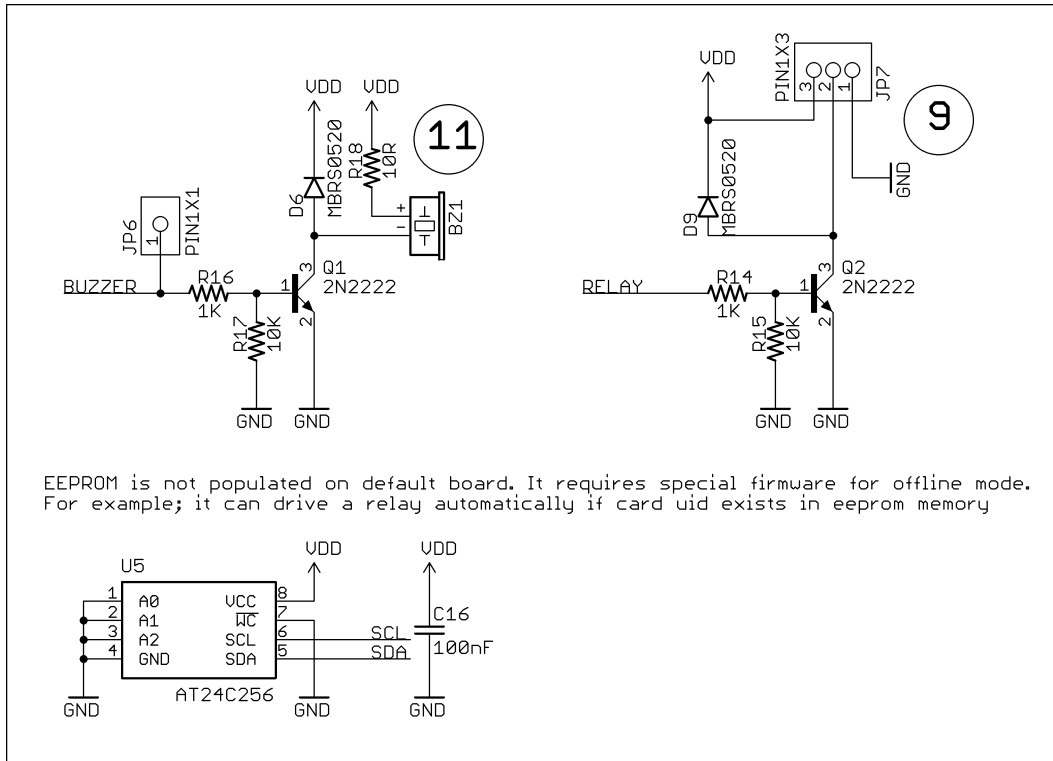 VDD
VDD
R18
10R
11
D6
MBRS0520
+
-
BZ1
JP6
1
PIN1X1
BUZZER
R16
1K
1
3
2
Q1
2N2222
R17
10K
GND
GND
PIN1X3
3
2
1
JP7
VDD
9
GND
D9
MBRS0520
RELAY
R14
1K
1
3
2
Q2
2N2222
R15
10K
GND
GND
EEPROM is not populated on default board. It requires special firmware for offline mode.
For example; it can drive a relay automatically if card uid exists in eeprom memory
U5
1 A0 VCC 8
2 A1 WC 7
3 A2 SCL 6 SCL
4 GND SDA 5 SDA
AT24C256
VDD
VDD
C16
100nF
GND
GND
GND